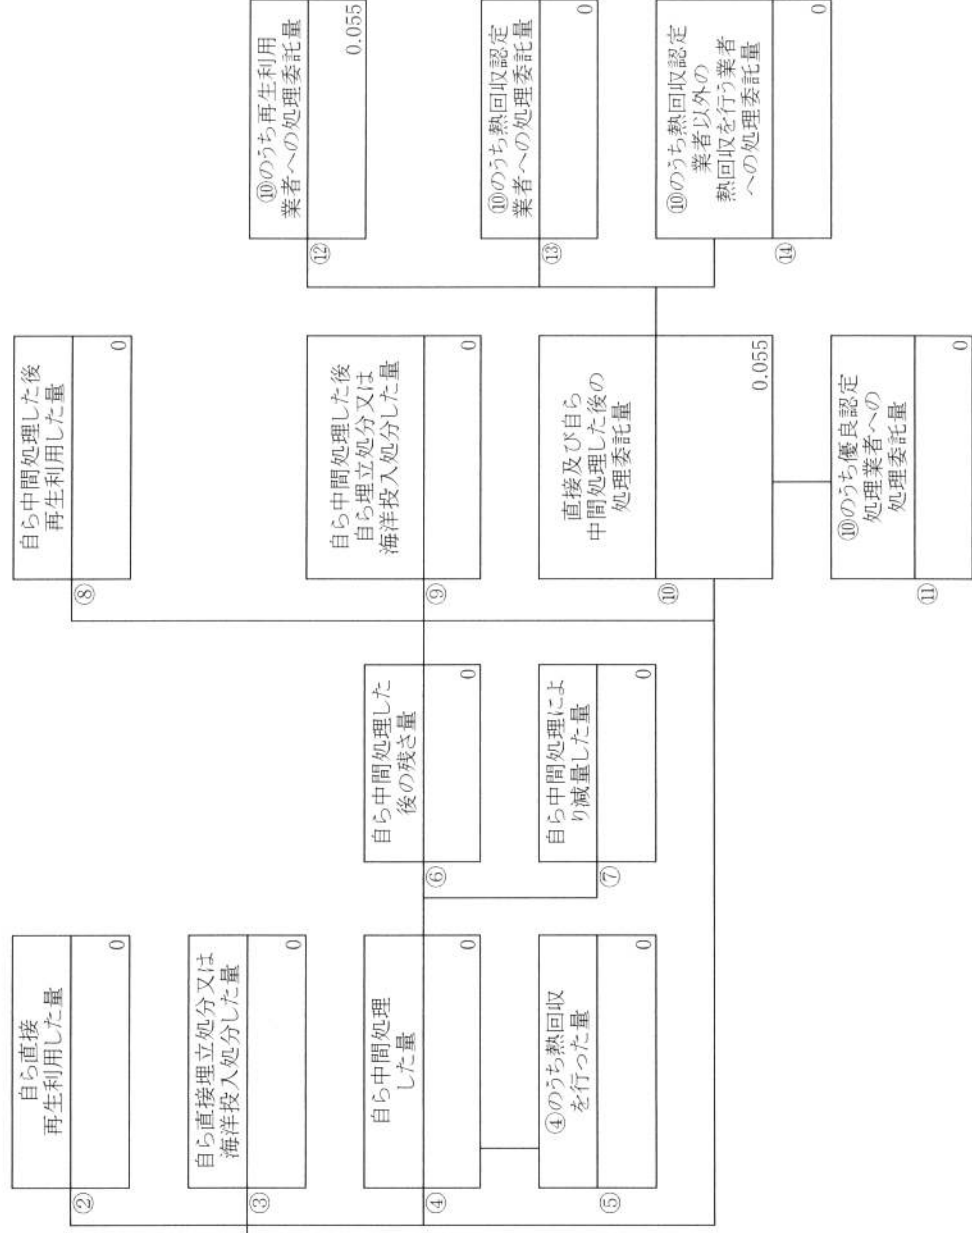 自ら直接
再生利用した量
②
0
自ら直接埋立処分又は
海洋投入処分した量
③
0
自ら中間処理
した量
④
0
④のうち熱回収
を行った量
⑤
0
自ら中間処理した
後の残さ量
⑥
0
自ら中間処理によ
り減量した量
⑦
0
自ら中間処理した後
再生利用した量
⑧
0
自ら中間処理した後
自ら埋立処分又は
海洋投入処分した量
⑨
0
直接及び自ら
中間処理した後の
処理委託量
⑩
0.055
⑩のうち優良認定
処理業者への
処理委託量
⑪
0
⑩のうち再生利用
業者への処理委託量
⑫
0.055
⑩のうち熱回収認定
業者への処理委託量
⑬
0
⑩のうち熱回収認定
業者以外の
熱回収を行う業者
への処理委託量
⑭
0